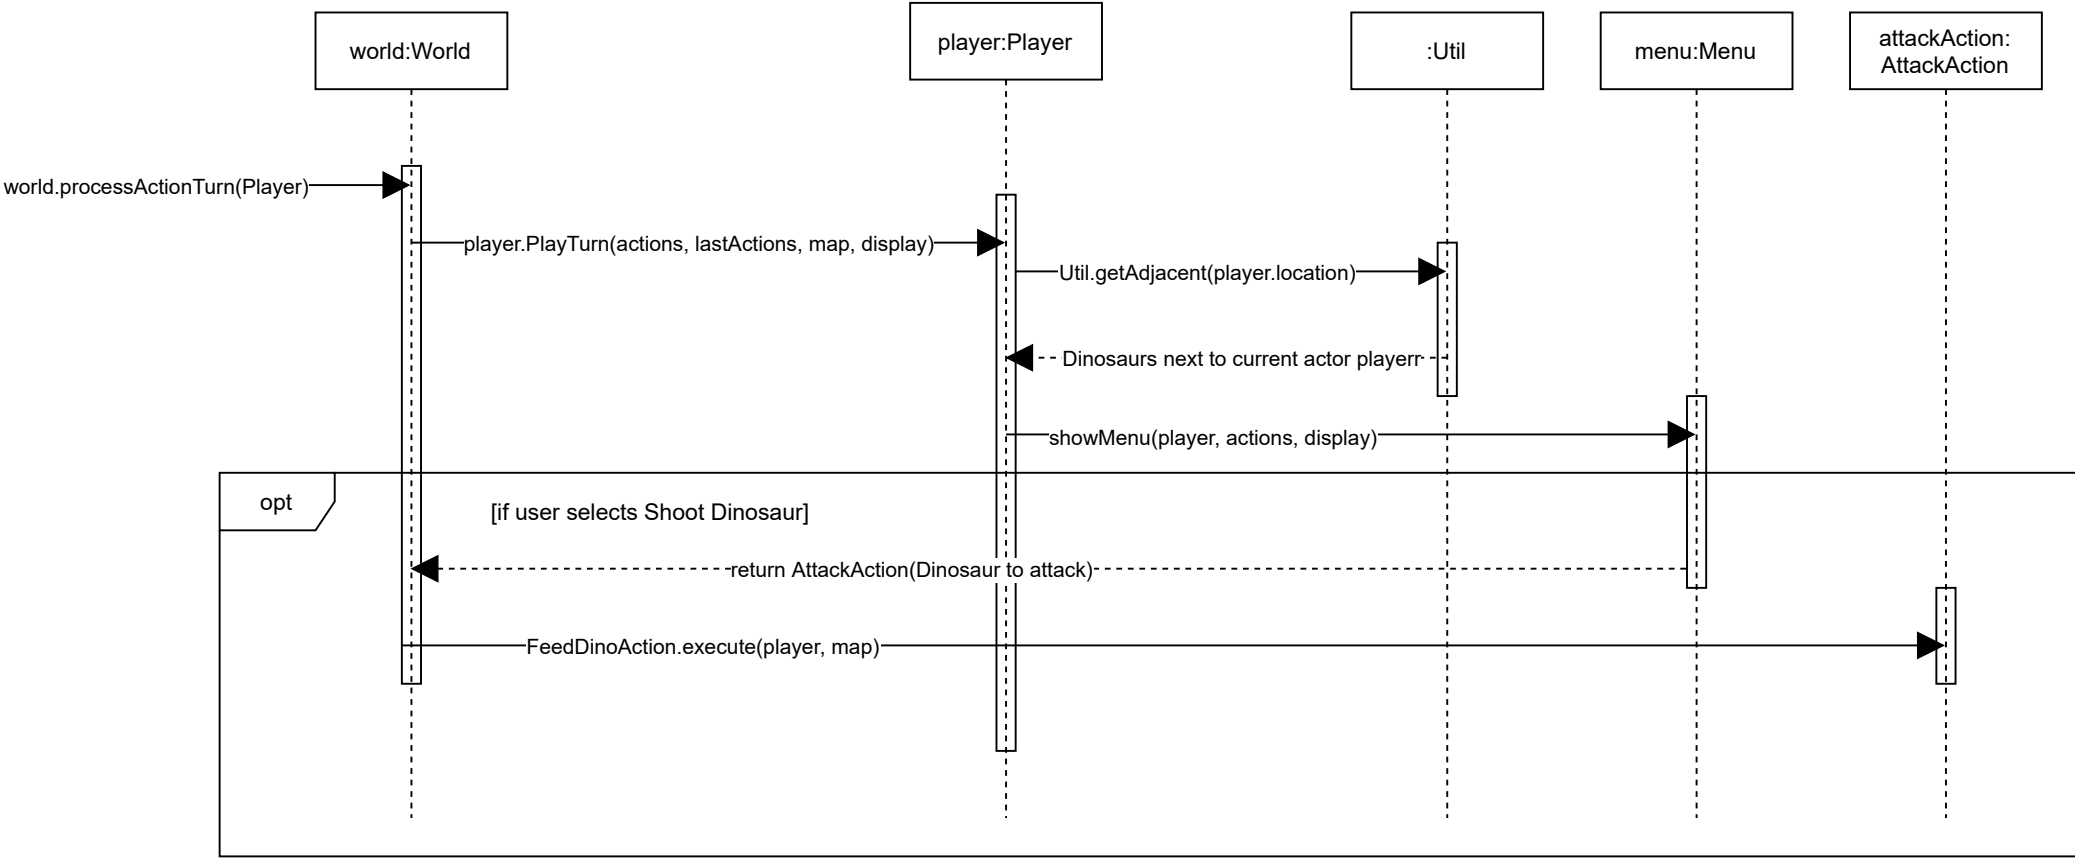 world:World
player:Player
:Util
menu:Menu
attackAction:
AttackAction
world.processActionTurn(Player)
player.PlayTurn(actions, lastActions, map, display)
Util.getAdjacent(player.location)
Dinosaurs next to current actor playerr
showMenu(player, actions, display)
opt
[if user selects Shoot Dinosaur]
return AttackAction(Dinosaur to attack)
FeedDinoAction.execute(player, map)